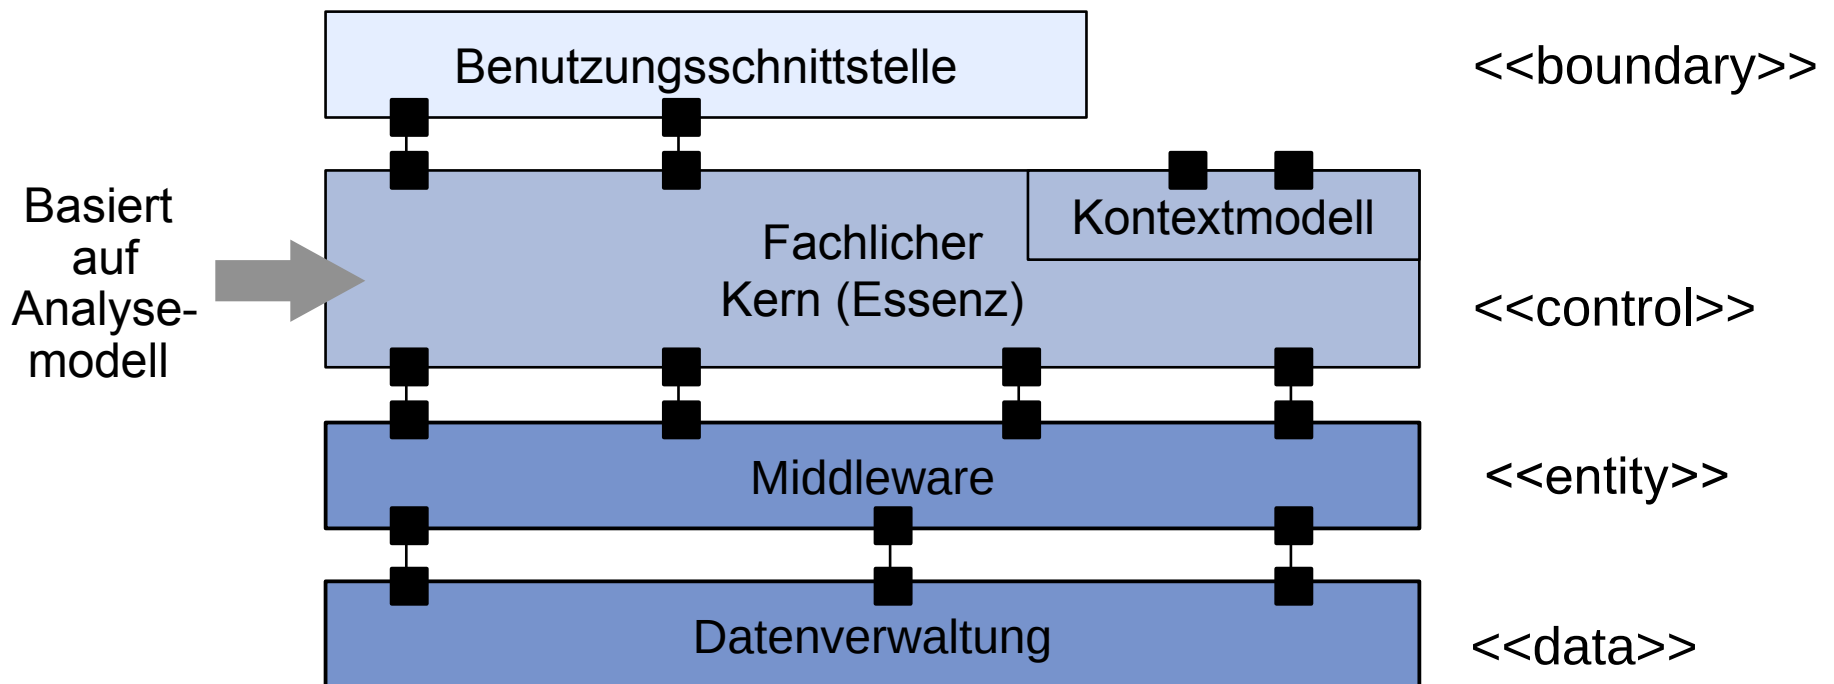 Benutzungsschnittstelle
<<boundary>>
Basiert
auf
Analyse-
modell
Kontextmodell
Fachlicher
Kern (Essenz)
<<control>>
Middleware
<<entity>>
Datenverwaltung
<<data>>